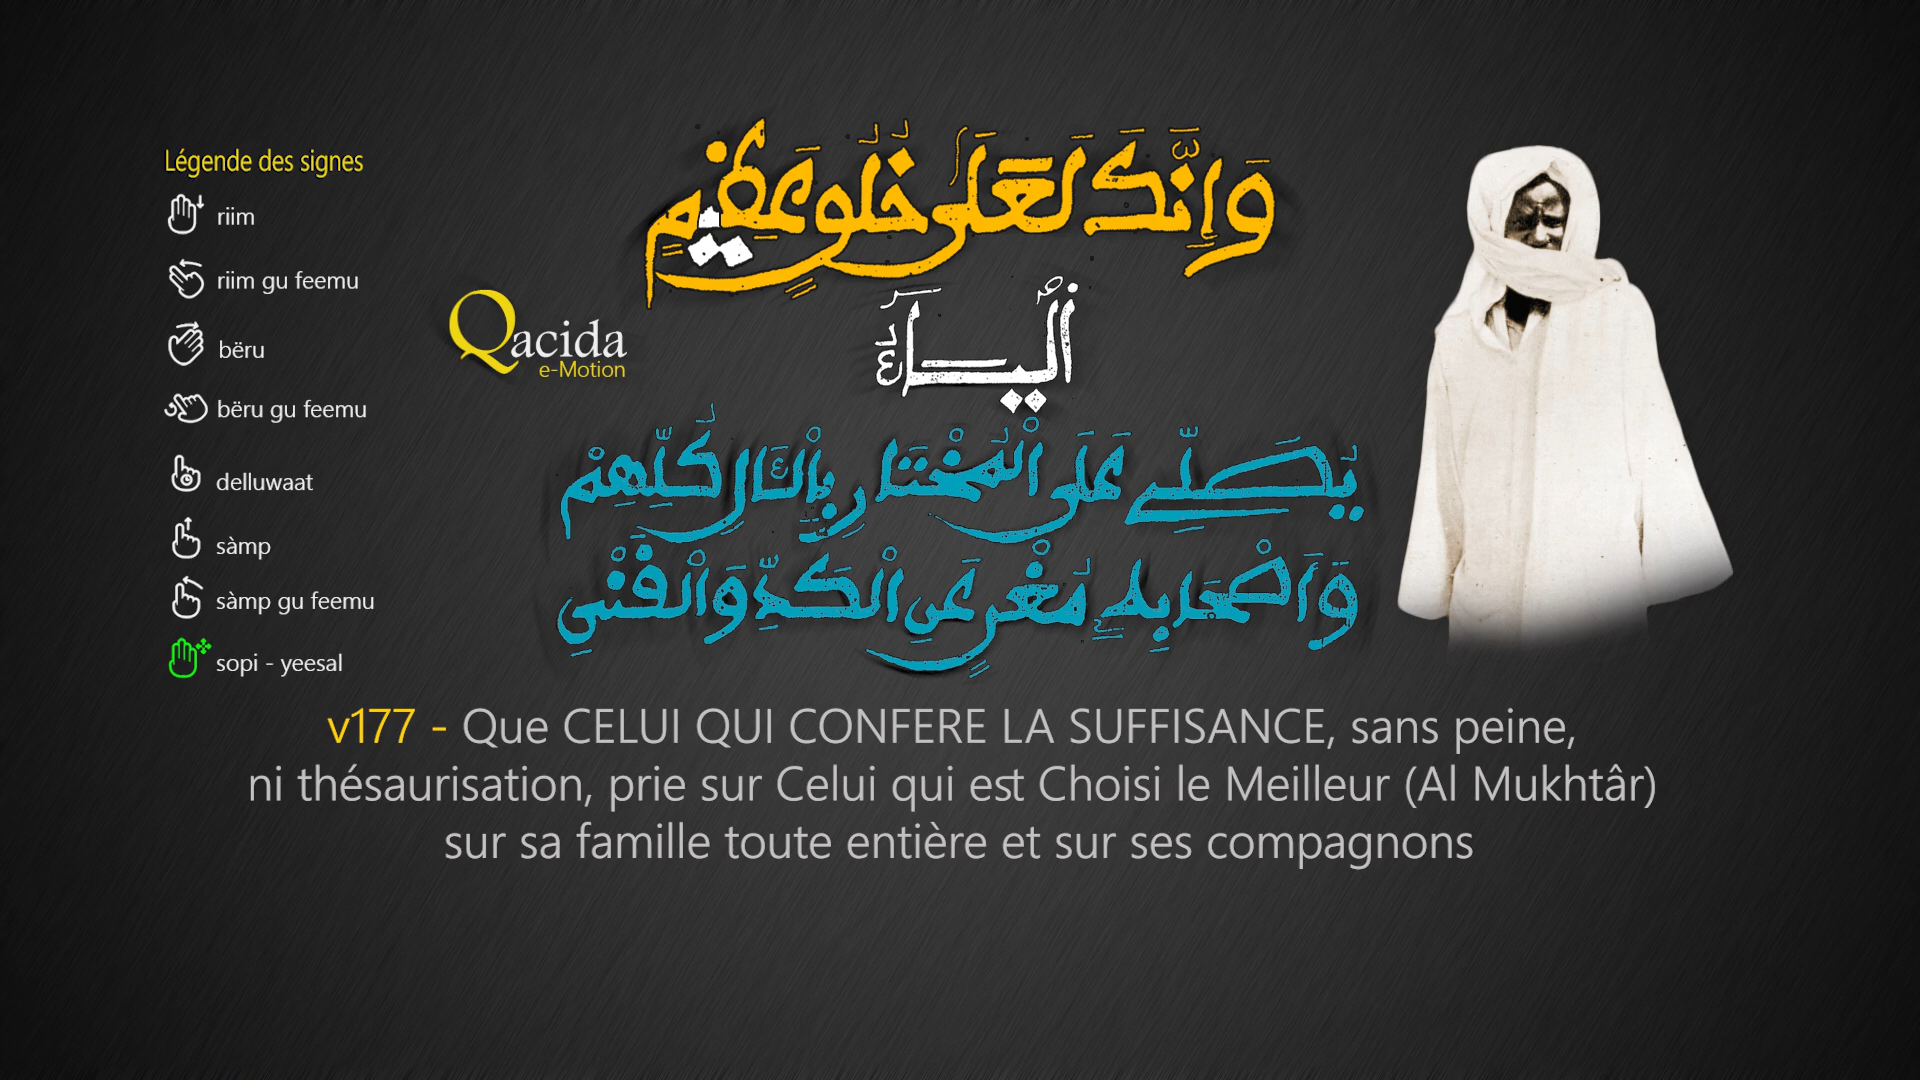 Légende des signes
riim
riim gu feemu
bëru
bëru gu feemu
delluwaat
sàmp
sàmp gu feemu
sopi - yeesal
Qacida
e-Motion
وَإِنَّكَ لَعَلَى خُلُقٍ عَظِيمٍ
اليَاءُ
يُصَلِّي عَلَى الْمُخْتَارِ بِالْآلِ كُلِّهِمْ
وَأَصْحَابِهِ مُغْنٍ عَنِ الْكَدِّ وَالْقَنْيِ
v177 - Que CELUI QUI CONFERE LA SUFFISANCE, sans peine,
ni thésaurisation, prie sur Celui qui est Choisi le Meilleur (Al Mukhtâr)
sur sa famille toute entière et sur ses compagnons